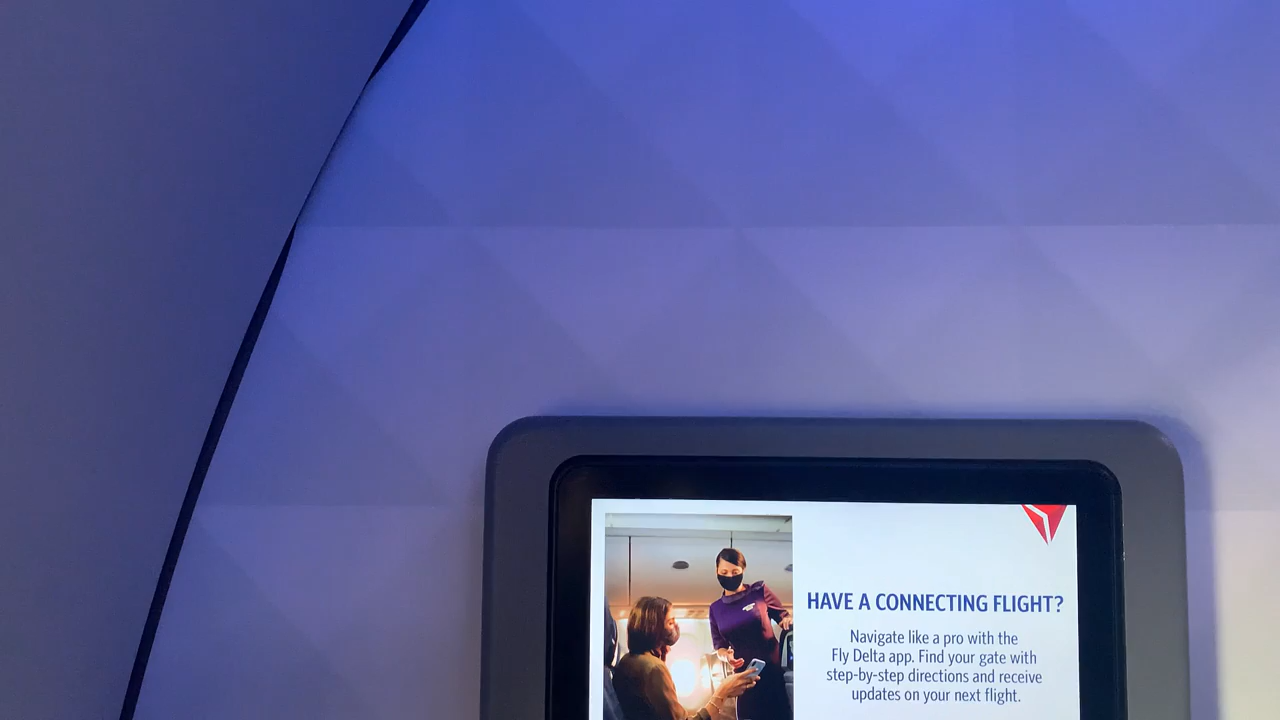 HAVE A CONNECTING FLIGHT?
Navigate like a pro with the
Fly Delta app. Find your gate with
step-by-step directions and receive
updates on your next flight.